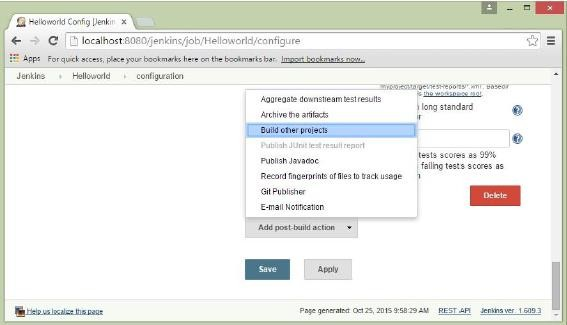 Helloworld Config [Jenkin
localhost:8080/jenkins/job/Helloworld/configure
Apps For quick access, place your bookmarks here on the bookmarks bar. Import bookmarks now...
Jenkins Helloworld configuration
the workspace root.
Aggregate downstream test results
long standard
Archive the artifacts
Build other projects
Publish JUnit test result report
tests scores as 99%
Publish Javadoc
failing tests scores as
Record fingerprints of files to track usage
Git Publisher
Delete
E-mail Notification
Add post-build action
Save Apply
Help us localize this page Page generated: Oct 25, 2015 9:58:29 AM REST API Jenkins ver. 1.609.3